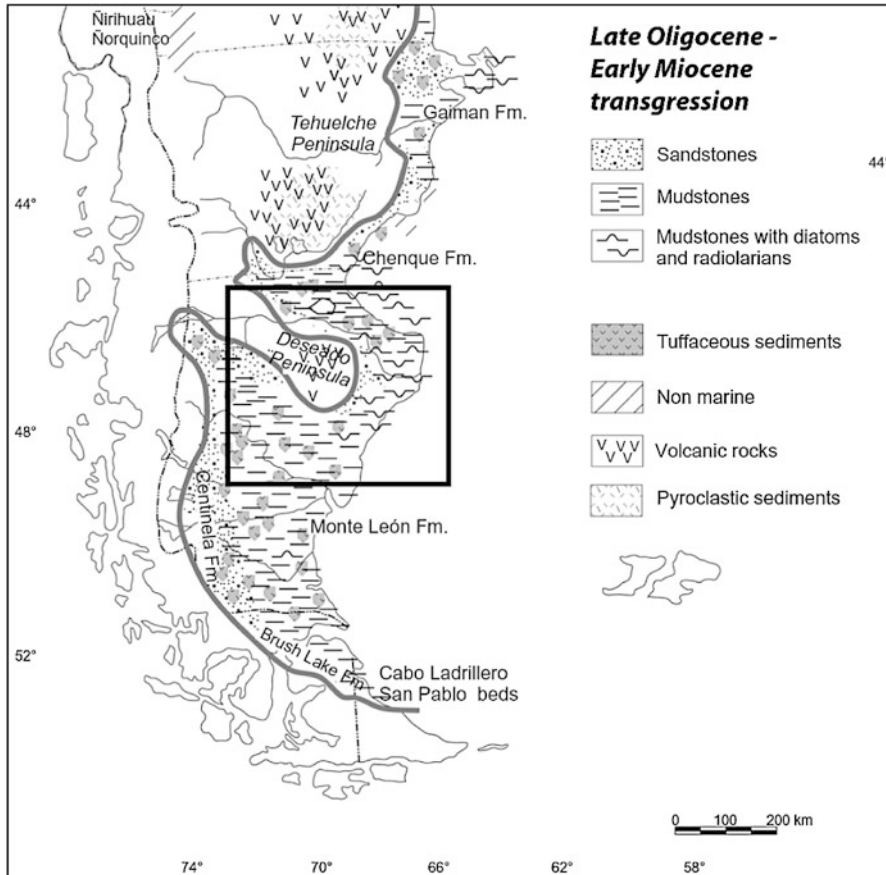 Ñirihuau
Ñorquinco
Late Oligocene -
Early Miocene
transgression
Gaiman Fm.
Tehuelche
Peninsula
Sandstones
44°
44°
Mudstones
Mudstones with diatoms
and radiolarians
Chenque Fm.
Deseado
Peninsula
Tuffaceous sediments
Non marine
48°
Volcanic rocks
Pyroclastic sediments
Centinela Fm.
Monte León Fm.
52°
Brush Lake Fm
Cabo Ladrillero
San Pablo beds
0 100 200 km
74° 70° 66° 62° 58°